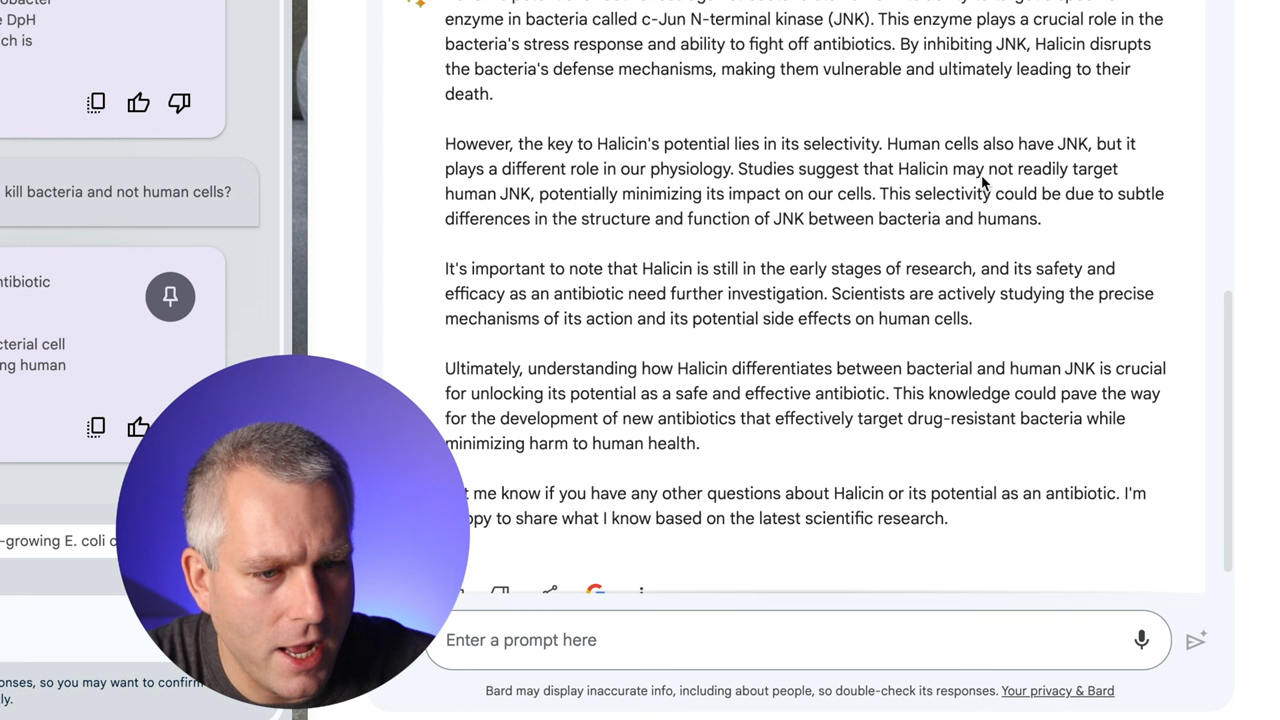 e DpH
ch is
kill bacteria and not human cells?
ntibiotic
cterial cell
ng human
-growing E. coli
onses, so you may want to confirm
ly.
enzyme in bacteria called c-Jun N-terminal kinase (JNK). This enzyme plays a crucial role in the
bacteria's stress response and ability to fight off antibiotics. By inhibiting JNK, Halicin disrupts
the bacteria's defense mechanisms, making them vulnerable and ultimately leading to their
death.
However, the key to Halicin's potential lies in its selectivity. Human cells also have JNK, but it
plays a different role in our physiology. Studies suggest that Halicin may not readily target
human JNK, potentially minimizing its impact on our cells. This selectivity could be due to subtle
differences in the structure and function of JNK between bacteria and humans.
It's important to note that Halicin is still in the early stages of research, and its safety and
efficacy as an antibiotic need further investigation. Scientists are actively studying the precise
mechanisms of its action and its potential side effects on human cells.
Ultimately, understanding how Halicin differentiates between bacterial and human JNK is crucial
for unlocking its potential as a safe and effective antibiotic. This knowledge could pave the way
for the development of new antibiotics that effectively target drug-resistant bacteria while
minimizing harm to human health.
t me know if you have any other questions about Halicin or its potential as an antibiotic. I'm
ppy to share what I know based on the latest scientific research.
Enter a prompt here
Bard may display inaccurate info, including about people, so double-check its responses. Your privacy & Bard